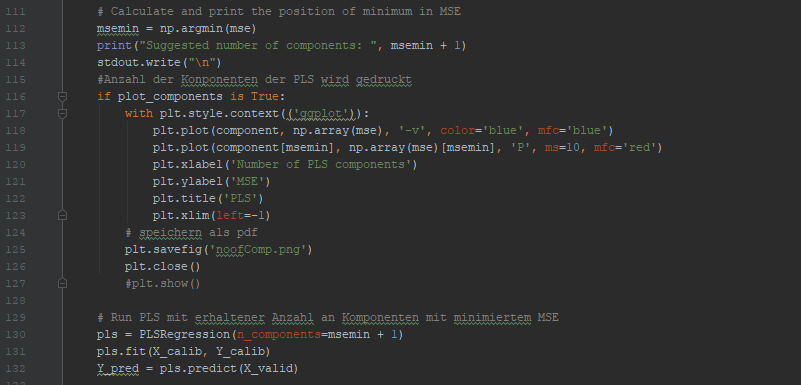 111 # Calculate and print the position of minimum in MSE
112 msemin = np.argmin(mse)
113 print("Suggested number of components: ", msemin + 1)
114 stdout.write("\n")
115 #Anzahl der Konponenten der PLS wird gedruckt
116 if plot_components is True:
117 with plt.style.context(('ggplot')):
118 plt.plot(component, np.array(mse), '-v', color='blue', mfc='blue')
119 plt.plot(component[msemin], np.array(mse)[msemin], 'P', ms=10, mfc='red')
120 plt.xlabel('Number of PLS components')
121 plt.ylabel('MSE')
122 plt.title('PLS')
123 plt.xlim(left=-1)
124 # speichern als pdf
125 plt.savefig('noofComp.png')
126 plt.close()
127 #plt.show()
128
129 # Run PLS mit erhaltener Anzahl an Komponenten mit minimiertem MSE
130 pls = PLSRegression(n_components=msemin + 1)
131 pls.fit(X_calib, Y_calib)
132 Y_pred = pls.predict(X_valid)